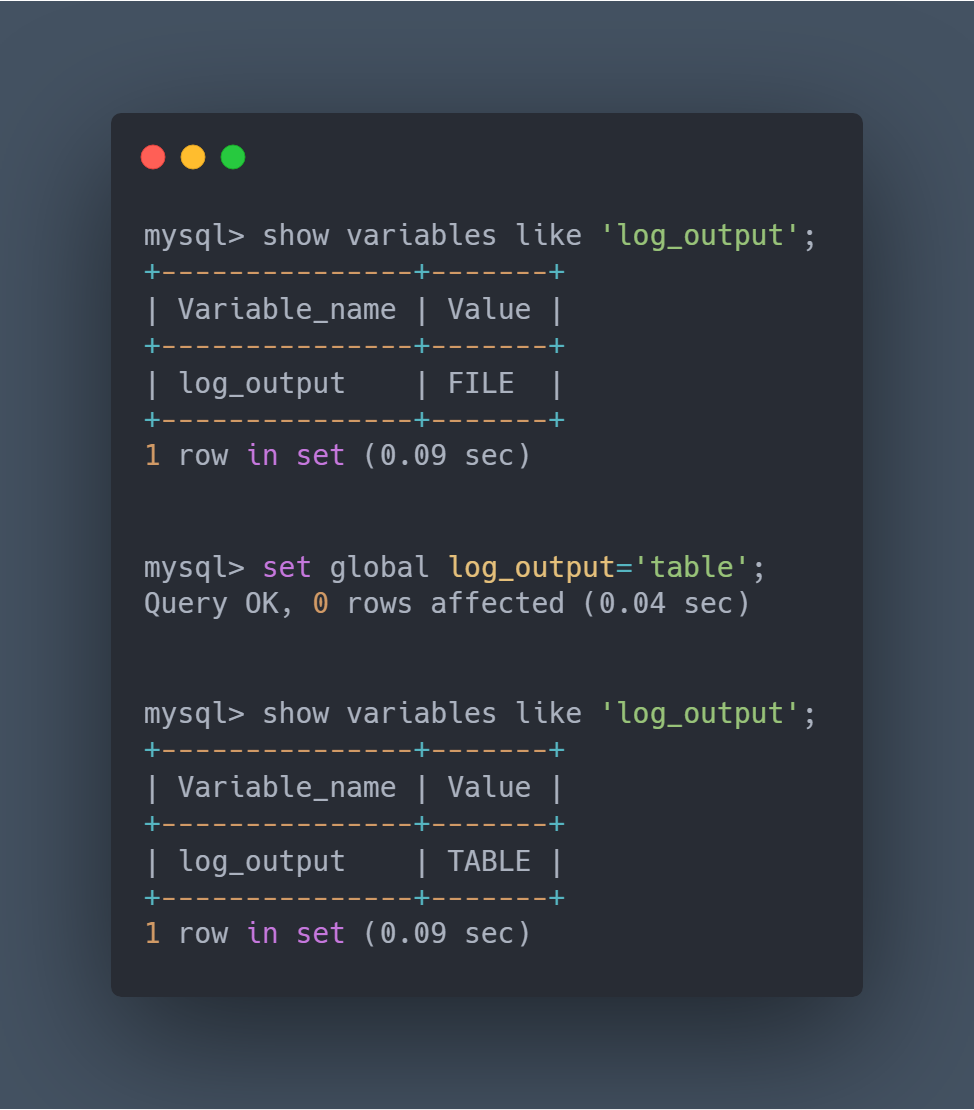 mysql> show variables like 'log_output';
+---------------+-------+
| Variable_name | Value |
+---------------+-------+
| log_output    | FILE  |
+---------------+-------+
1 row in set (0.09 sec)
mysql> set global log_output='table';
Query OK, 0 rows affected (0.04 sec)
mysql> show variables like 'log_output';
+---------------+-------+
| Variable_name | Value |
+---------------+-------+
| log_output    | TABLE |
+---------------+-------+
1 row in set (0.09 sec)